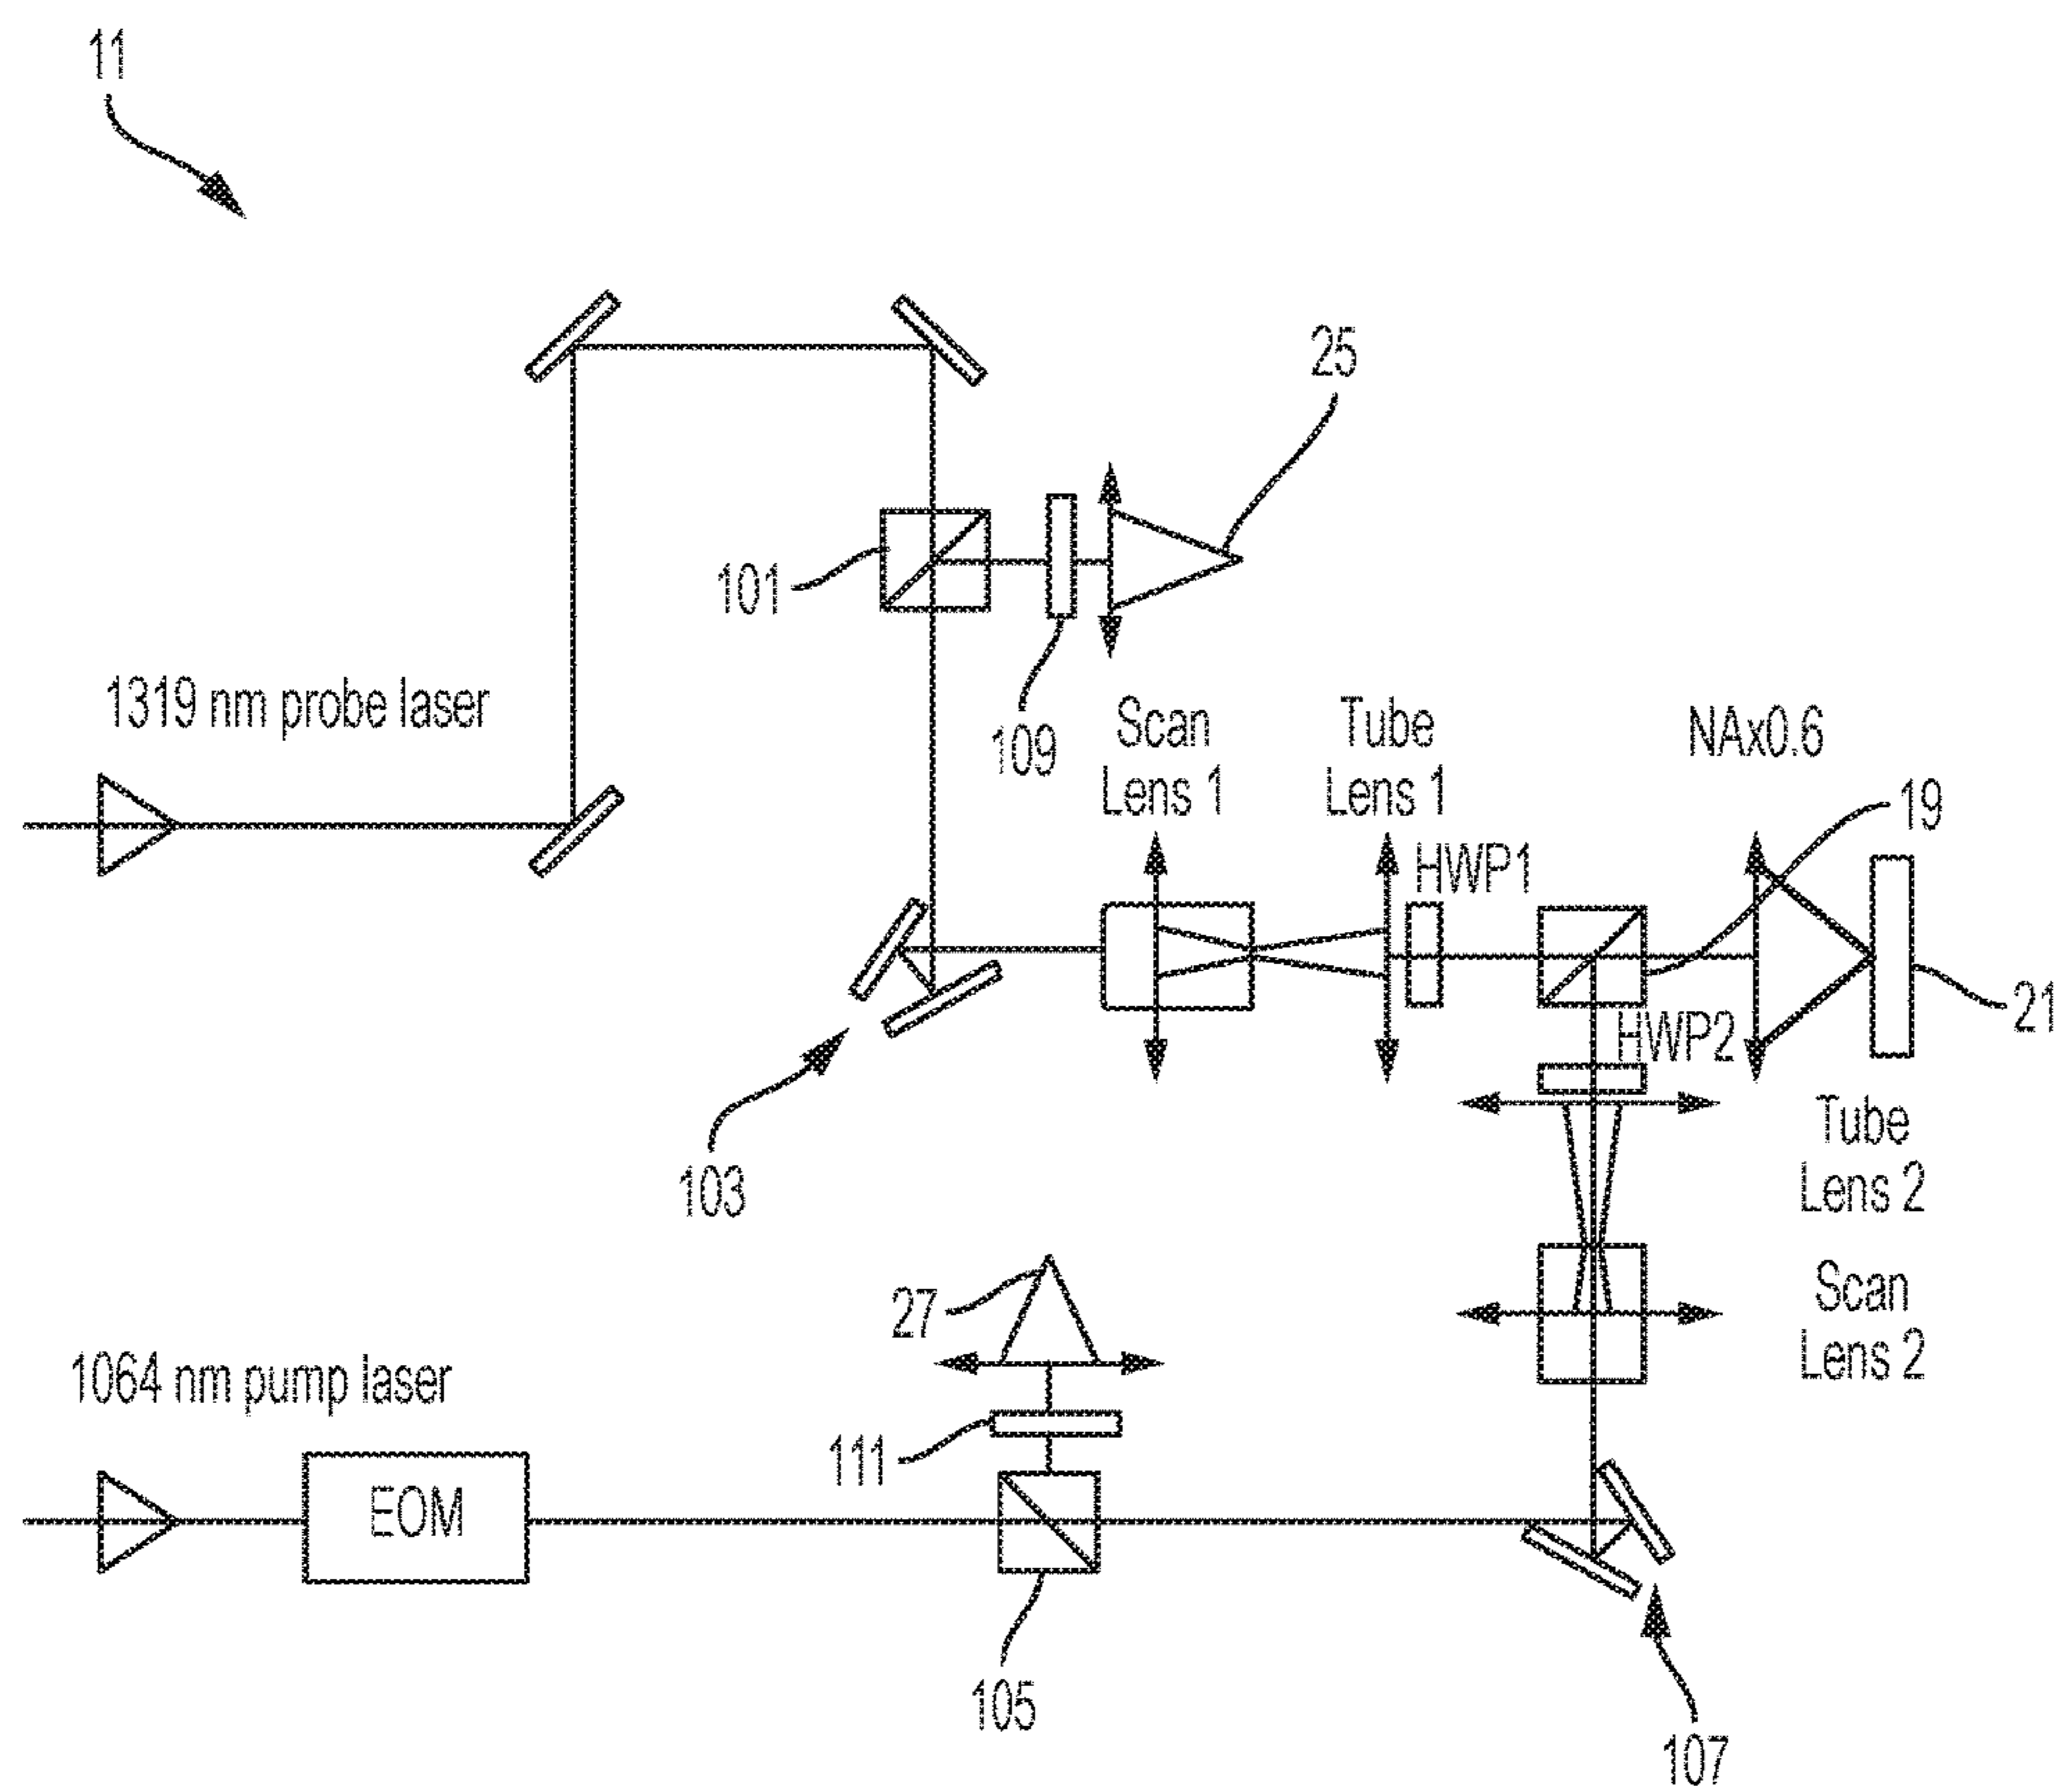 11
25
101
109
1319 nm probe laser
Scan
Lens 1
Tube
Lens 1
NAx0.6
HWP1
19
21
HWP2
103
Tube
Lens 2
27
Scan
Lens 2
1064 nm pump laser
111
EOM
105
107